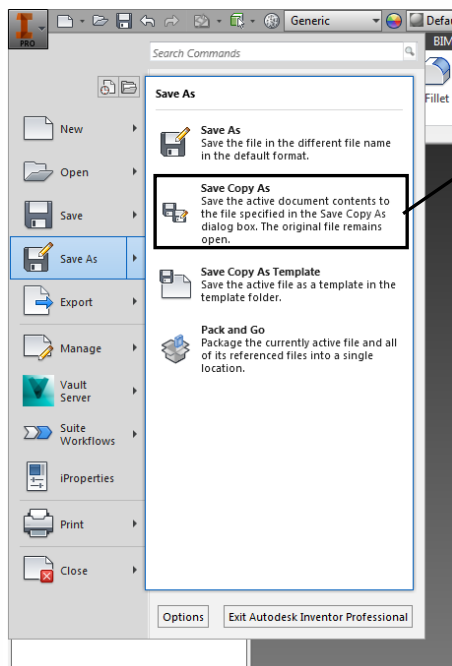 Generic
Defau
PRO
BIM
Search Commands
Fillet
Save As
New
Save As
Save the file in the different file name
in the default format.
Open
Save Copy As
Save the active document contents to
the file specified in the Save Copy As
dialog box. The original file remains
open.
Save
Save As
Save Copy As Template
Save the active file as a template in the
template folder.
Export
Pack and Go
Package the currently active file and all
of its referenced files into a single
location.
Manage
Vault
Server
Suite
Workflows
iProperties
Print
Close
Options
Exit Autodesk Inventor Professional